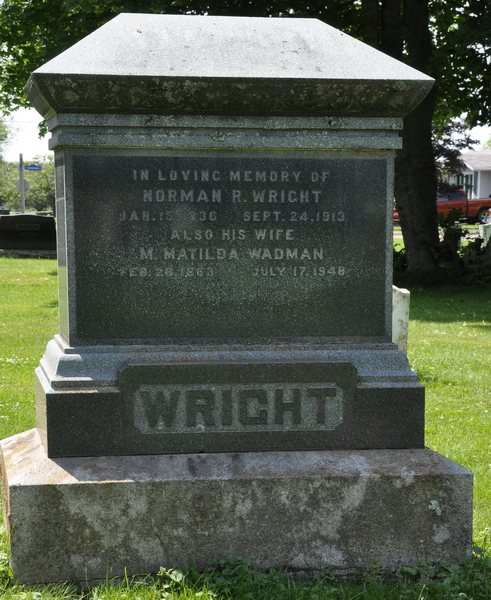 IN LOVING MEMORY OF
NORMAN R. WRIGHT
JAN. 15, 1836 SEPT. 24, 1913
ALSO HIS WIFE
M. MATILDA WADMAN
FEB. 26, 1863 JULY 17, 1948
WRIGHT